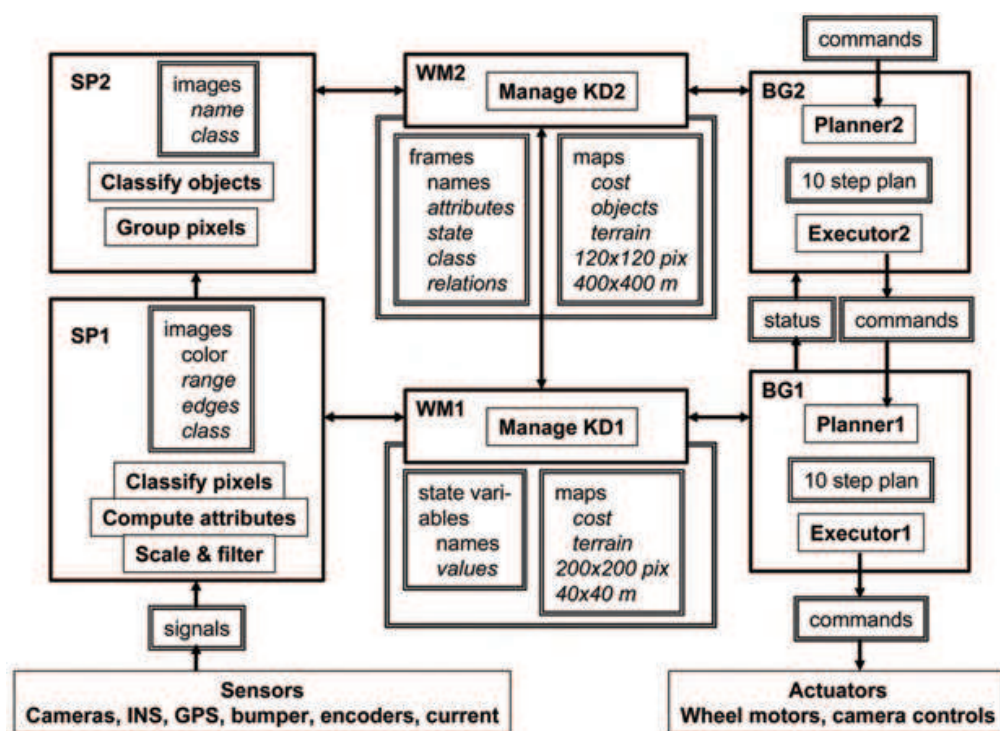 commands
SP2
images
name
class
Classify objects
Group pixels
WM2
Manage KD2
frames
names
attributes
state
class
relations
maps
cost
objects
terrain
120x120 pix
400x400 m
BG2
Planner2
10 step plan
Executor2
status
commands
SP1
images
color
range
edges
class
Classify pixels
Compute attributes
Scale & filter
WM1
Manage KD1
state vari-
ables
names
values
maps
cost
terrain
200x200 pix
40x40 m
BG1
Planner1
10 step plan
Executor1
signals
commands
Sensors
Cameras, INS, GPS, bumper, encoders, current
Actuators
Wheel motors, camera controls